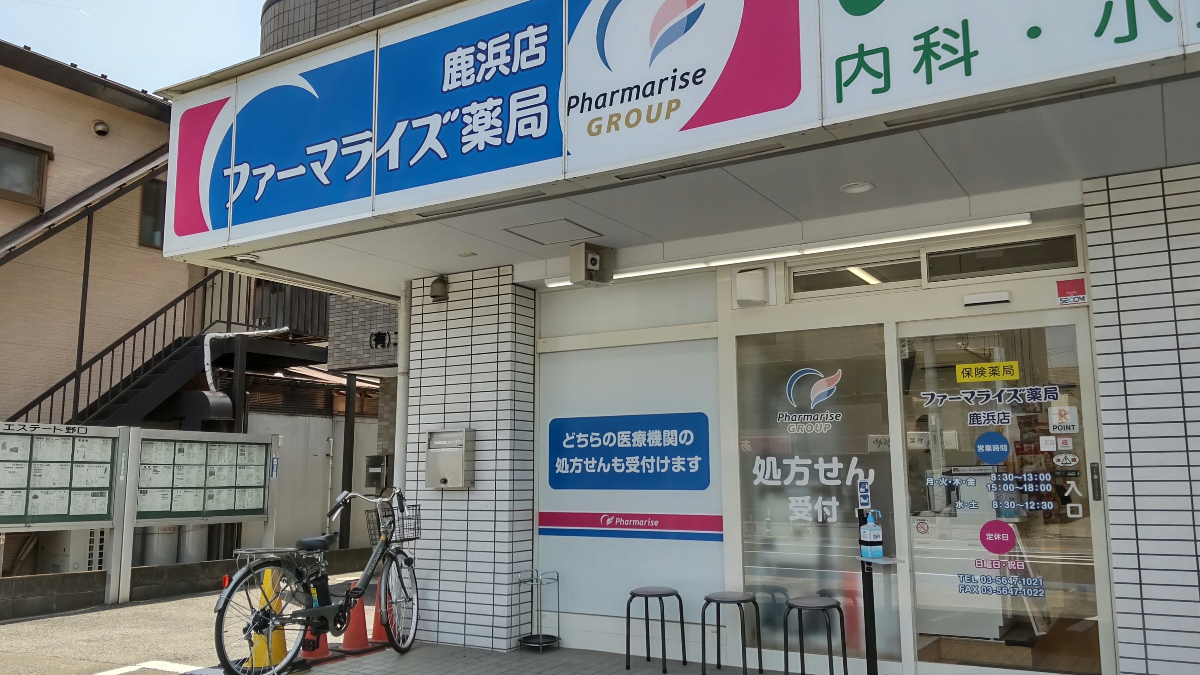 鹿浜店
ファーマライズ薬局
Pharmarise
GROUP
内科・小
SECOM
(有)
エステート野口
どちらの医療機関の
処方せんも受付けます
Pharmarise
Pharmarise
GROUP
処方せん
受付
保険薬局
ファーマライズ薬局
鹿浜店
POINT
営業時間
月・火・木・金 8:30〜13:00
15:00〜18:00
水・土 8:30〜12:30
入口
定休日
日曜日・祝日
TEL 03-5647-1021
FAX 03-5647-1022